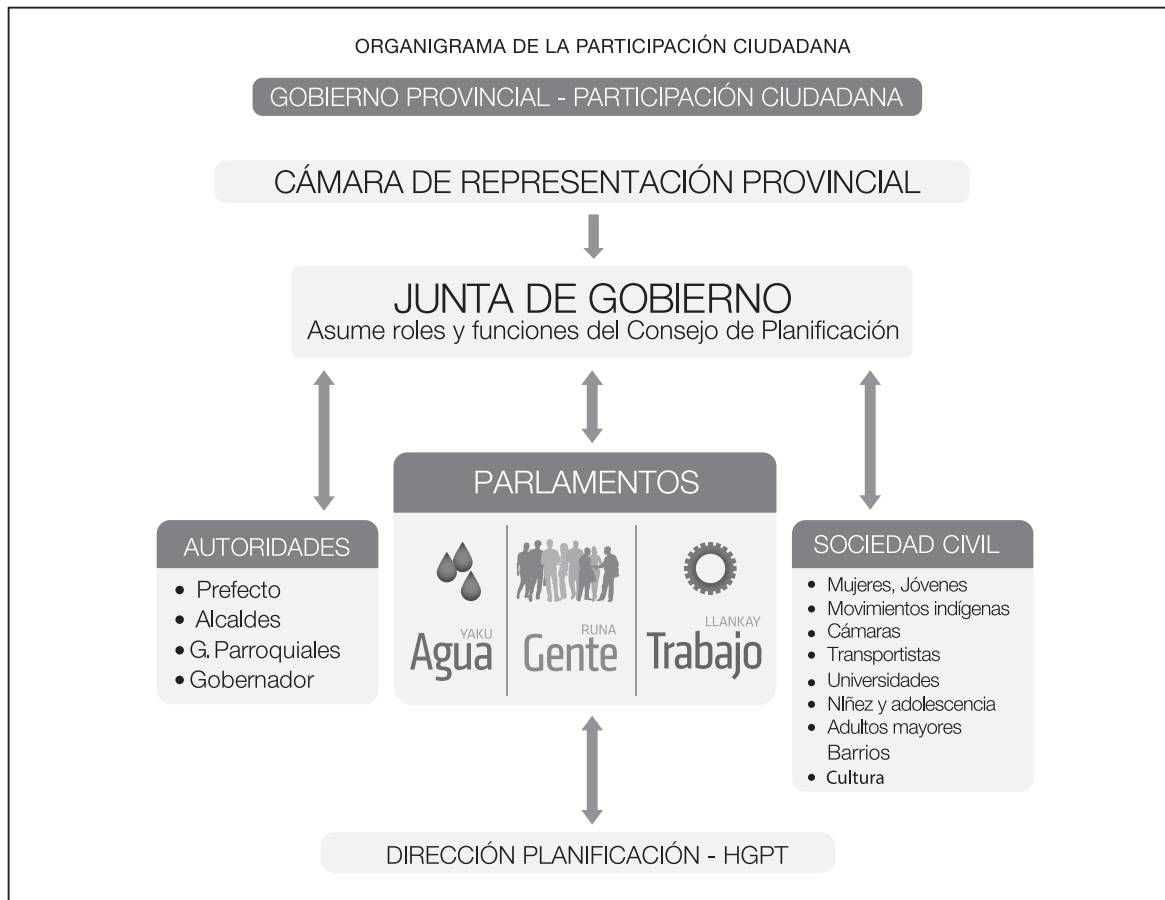 ORGANIGRAMA DE LA PARTICIPACIÓN CIUDADANA
GOBIERNO PROVINCIAL - PARTICIPACIÓN CIUDADANA
CÁMARA DE REPRESENTACIÓN PROVINCIAL
JUNTA DE GOBIERNO
Asume roles y funciones del Consejo de Planificación
AUTORIDADES
• Prefecto
• Alcaldes
• G. Parroquiales
• Gobernador
PARLAMENTOS
YAKU
Agua
RUNA
Gente
LLANKAY
Trabajo
SOCIEDAD CIVIL
• Mujeres, Jóvenes
• Movimientos indígenas
• Cámaras
• Transportistas
• Universidades
• NIñez y adolescencia
• Adultos mayores
Barrios
• Cultura
DIRECCIÓN PLANIFICACIÓN - HGPT